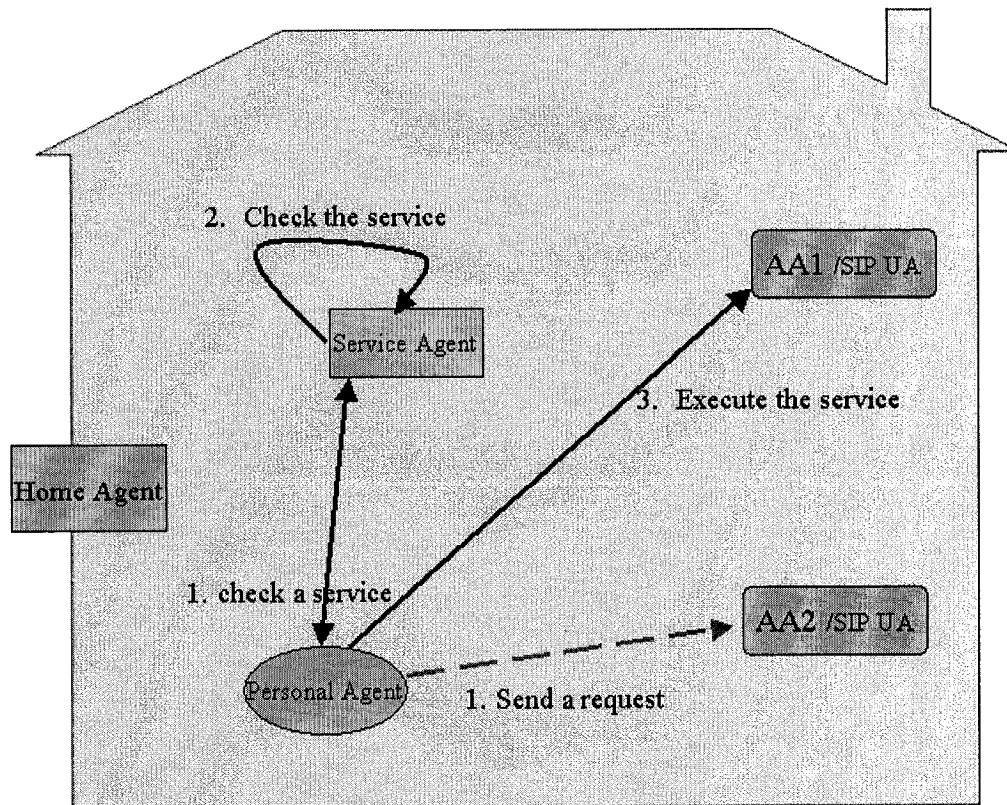 2. Check the service
AA1 /SIP UA
Service Agent
3. Execute the service
Home Agent
1. check a service
AA2 /SIP UA
Personal Agent
1. Send a request